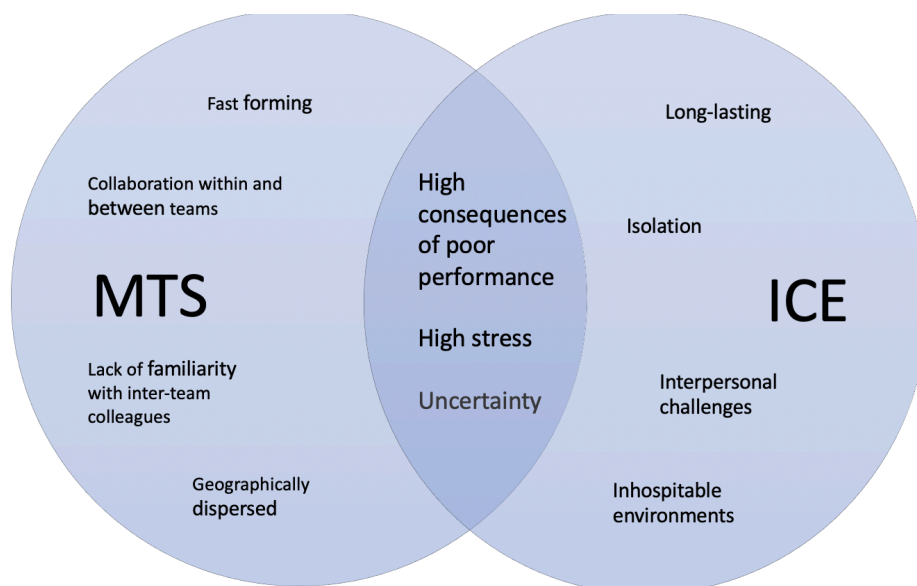 Fast forming
Collaboration within and
between teams
MTS
Lack of familiarity
with inter-team
colleagues
Geographically
dispersed
High
consequences
of poor
performance
High stress
Uncertainty
Long-lasting
Isolation
ICE
Interpersonal
challenges
Inhospitable
environments